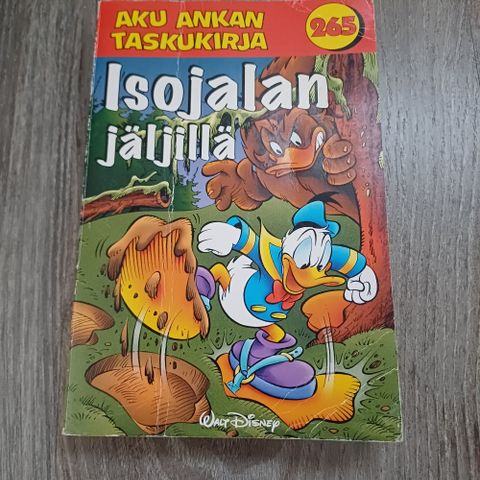 AKU ANKAN
TASKUKIRJA
265
Isojalan
jäljillä
WALT DISNEY